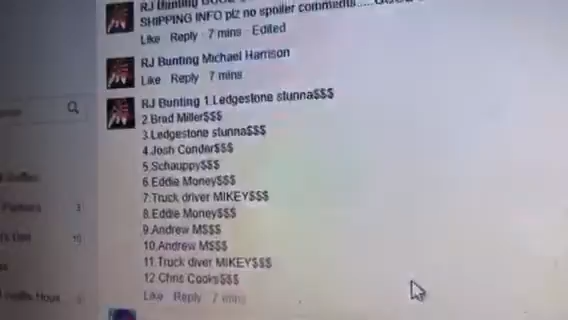 RJ Bunting
SHIPPING INFO plz no spoiler comments.....
Like Reply · 7 mins · Edited
RJ Bunting Michael Harrison
Like Reply 7 mins
RJ Bunting 1.Ledgestone stunna$$$
2.Brad Miller$$$
3.Ledgestone stunna$$$
4.Josh Conder$$$
5.Schauppy$$$
6.Eddie Money$$$
7.Truck driver MIKEY$$$
8.Eddie Money$$$
9.Andrew M$$$
10.Andrew M$$$
11.Truck diver MIKEY$$$
12.Chris Cooks$$$
Like Reply 7 mins